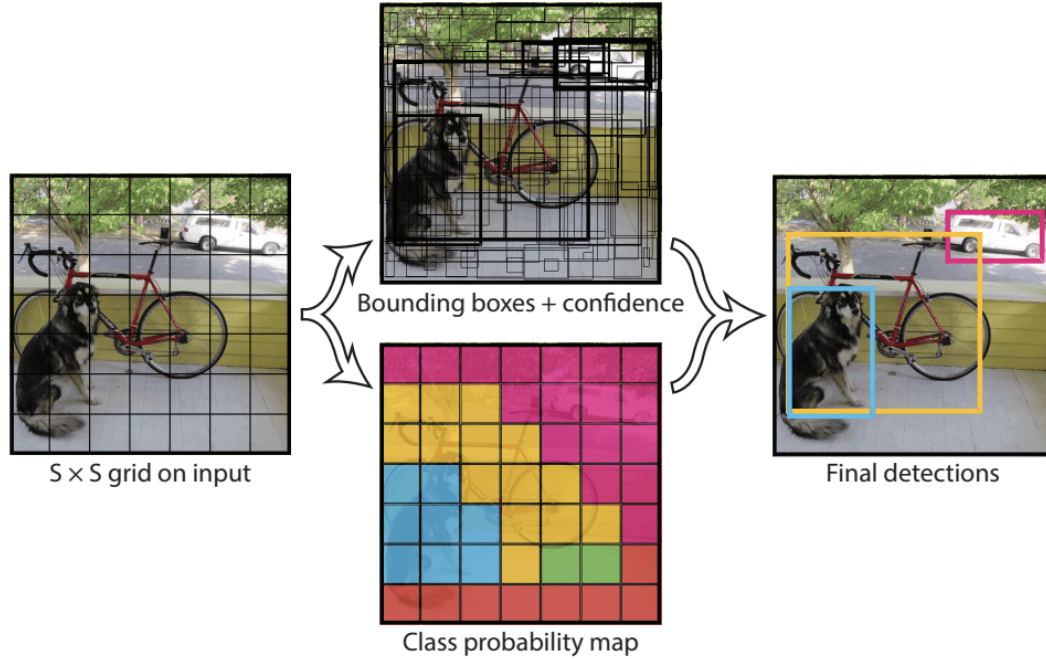 Bounding boxes + confidence
S × S grid on input
Final detections
Class probability map